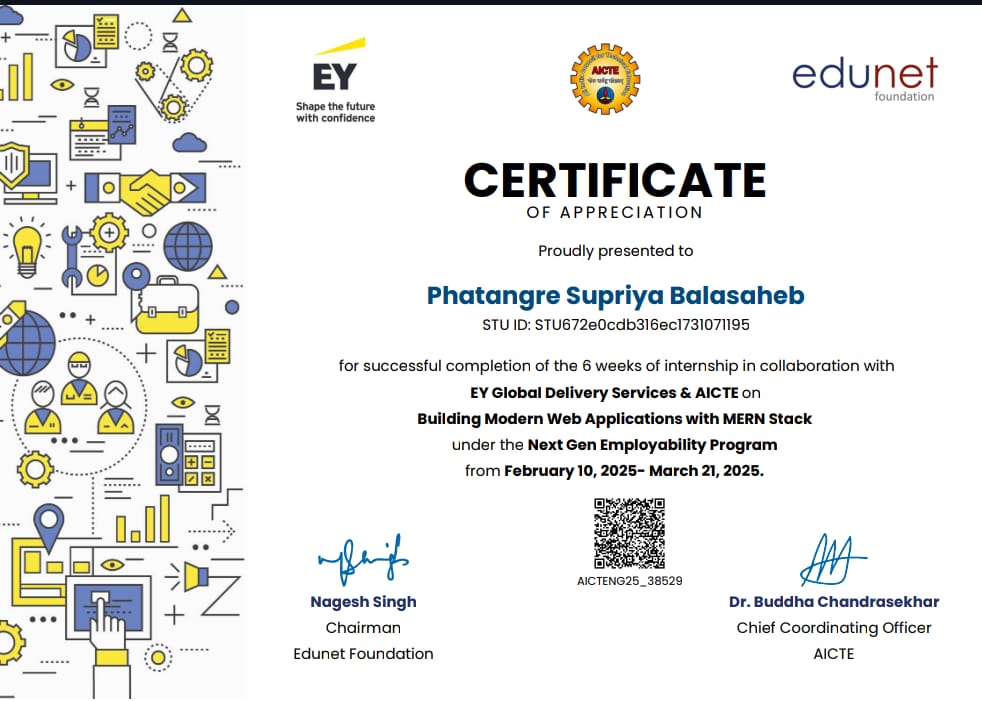 EY
Shape the future
with confidence
AICTE
edunet
foundation
CERTIFICATE
OF APPRECIATION
Proudly presented to
Phatangre Supriya Balasaheb
STU ID: STU672e0cdb316ec1731071195
for successful completion of the 6 weeks of internship in collaboration with
EY Global Delivery Services & AICTE on
Building Modern Web Applications with MERN Stack
under the Next Gen Employability Program
from February 10, 2025- March 21, 2025.
AICTENG25_38529
Nagesh Singh
Chairman
Edunet Foundation
Dr. Buddha Chandrasekhar
Chief Coordinating Officer
AICTE